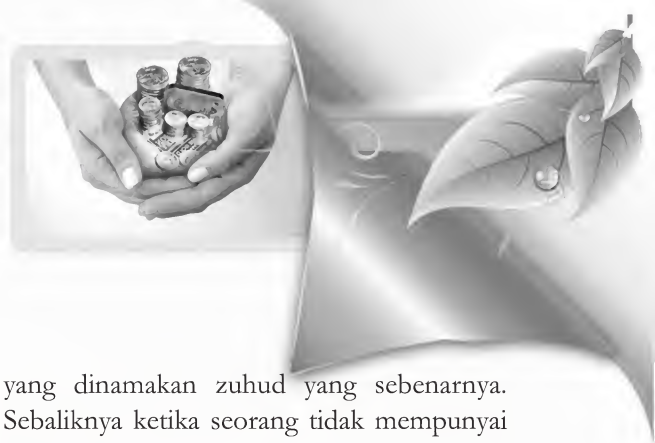 yang dinamakan zuhud yang sebenarnya.
Sebaliknya ketika seorang tidak mempunyai